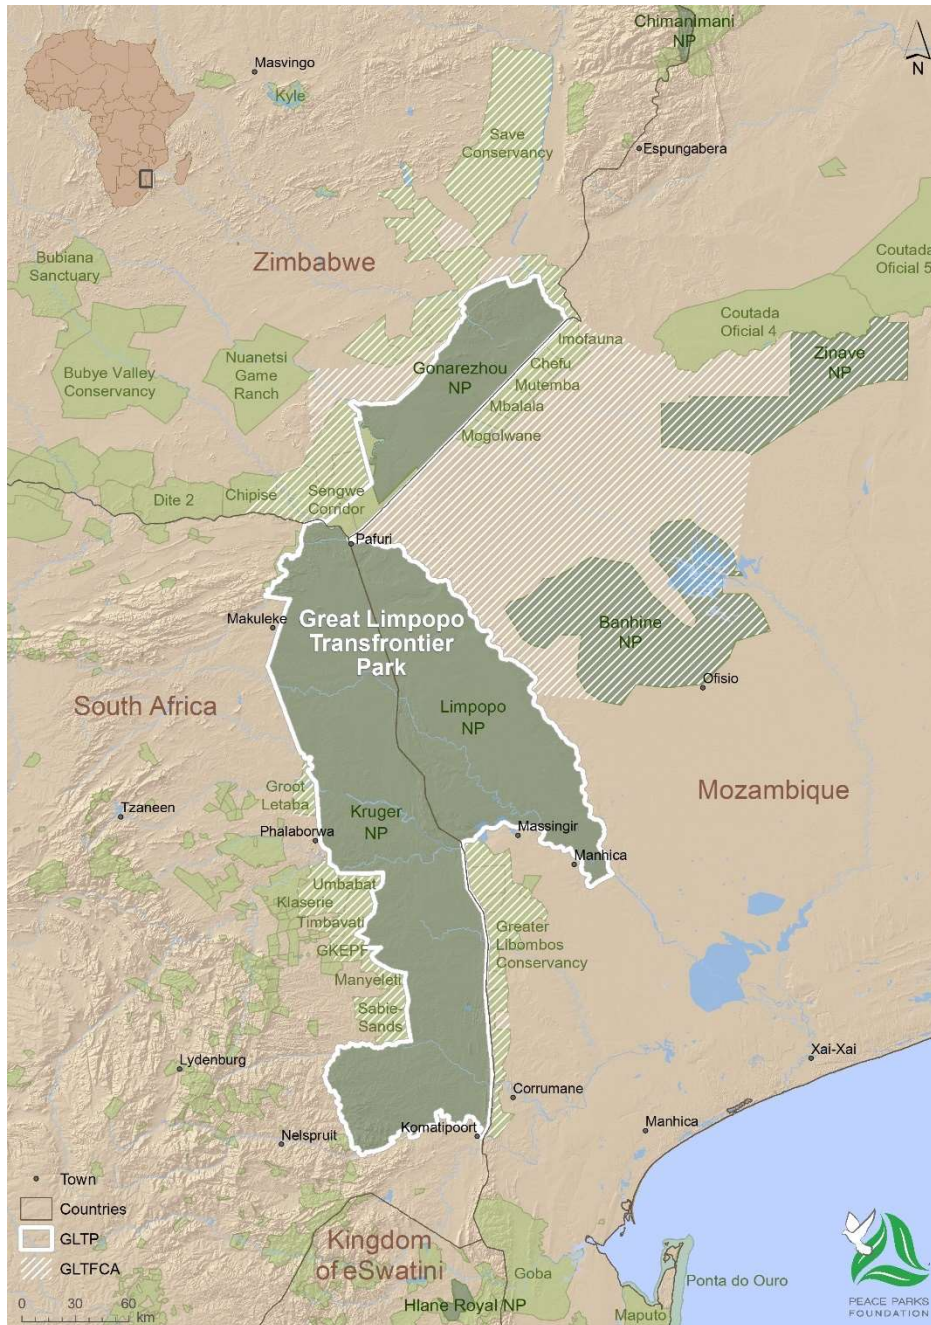 Chimanimani
NP
N
Masvingo
Kyle
Save
Conservancy
Espungabera
Zimbabwe
Bubiana
Sanctuary
Coutada
Oficial 5
Coutada
Oficial 4
Imofauna
Zinave
NP
Chefu
Nuanetsi
Game
Ranch
Gonarezhou
NP
Bubye Valley
Conservancy
Mutemba
Mbalala
Mogolwane
Dite 2
Chipise
Sengwe
Corridor
Pafuri
Makuleke
Great Limpopo
Transfrontier
Park
Banhine
NP
Ofisio
South Africa
Limpopo
NP
Mozambique
Groot
Letaba
Tzaneen
Kruger
NP
Phalaborwa
Massingir
Manhica
Umbabat
Klaserie
Timbavati
GKEPF
Manyeleti
Greater
Libombos
Conservancy
Sabie-
Sands
Lydenburg
Xai-Xai
Corrumane
Nelspruit
Komatipoort
Manhica
Town
Countries
GLTP
GLTFCA
0 30 60
km
Kingdom
of eSwatini
Goba
Hlane Royal NP
Ponta do Ouro
Maputo
PEACE PARKS
FOUNDATION